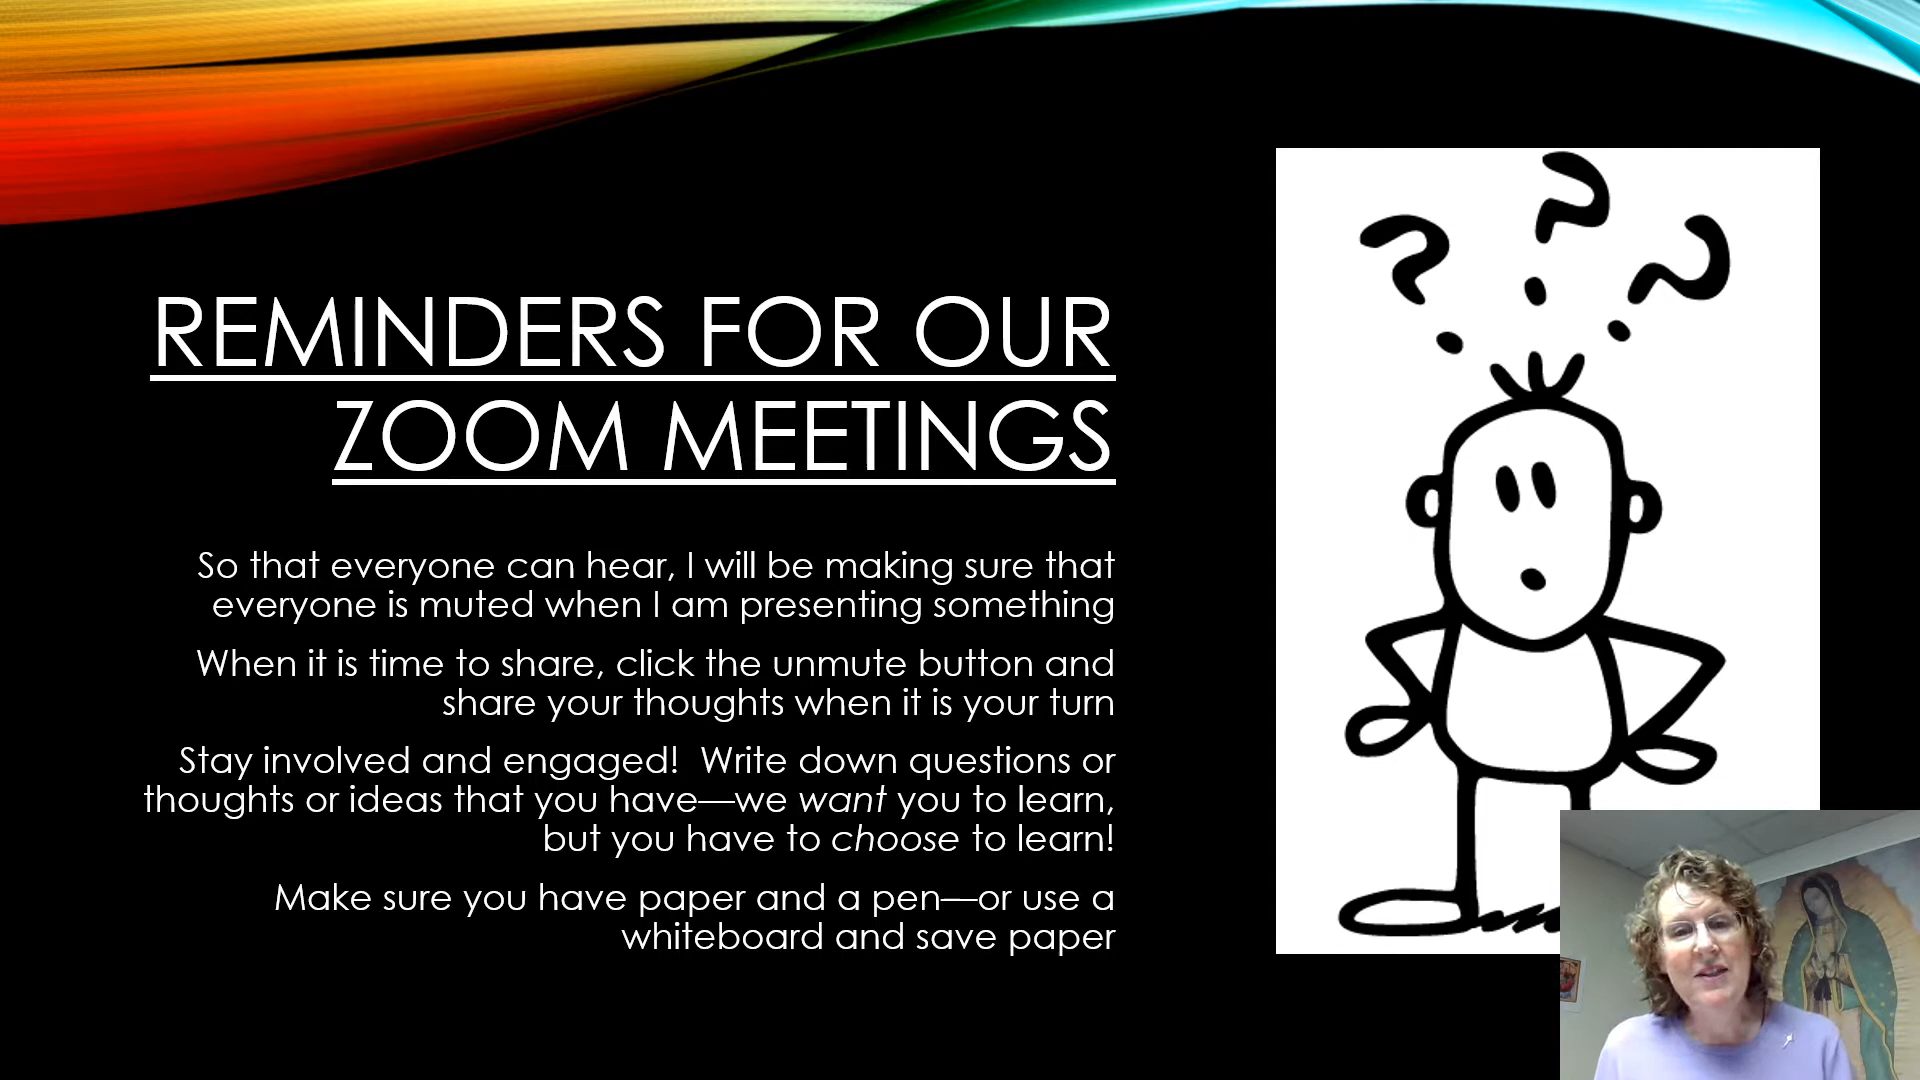 REMINDERS FOR OUR
ZOOM MEETINGS
So that everyone can hear, I will be making sure that
everyone is muted when I am presenting something
When it is time to share, click the unmute button and
share your thoughts when it is your turn
Stay involved and engaged!  Write down questions or
thoughts or ideas that you have—we want you to learn,
but you have to choose to learn!
Make sure you have paper and a pen—or use a
whiteboard and save paper
? ? ?